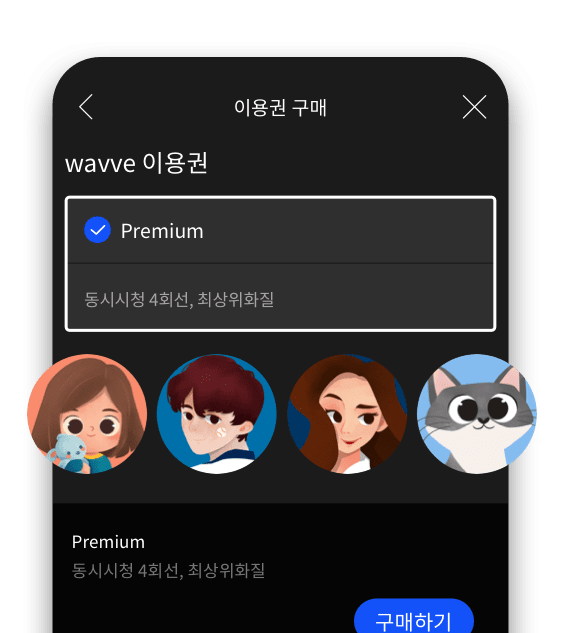 이용권 구매
wavve 이용권
Premium
동시시청 4회선, 최상위화질
Premium
동시시청 4회선, 최상위화질
구매하기